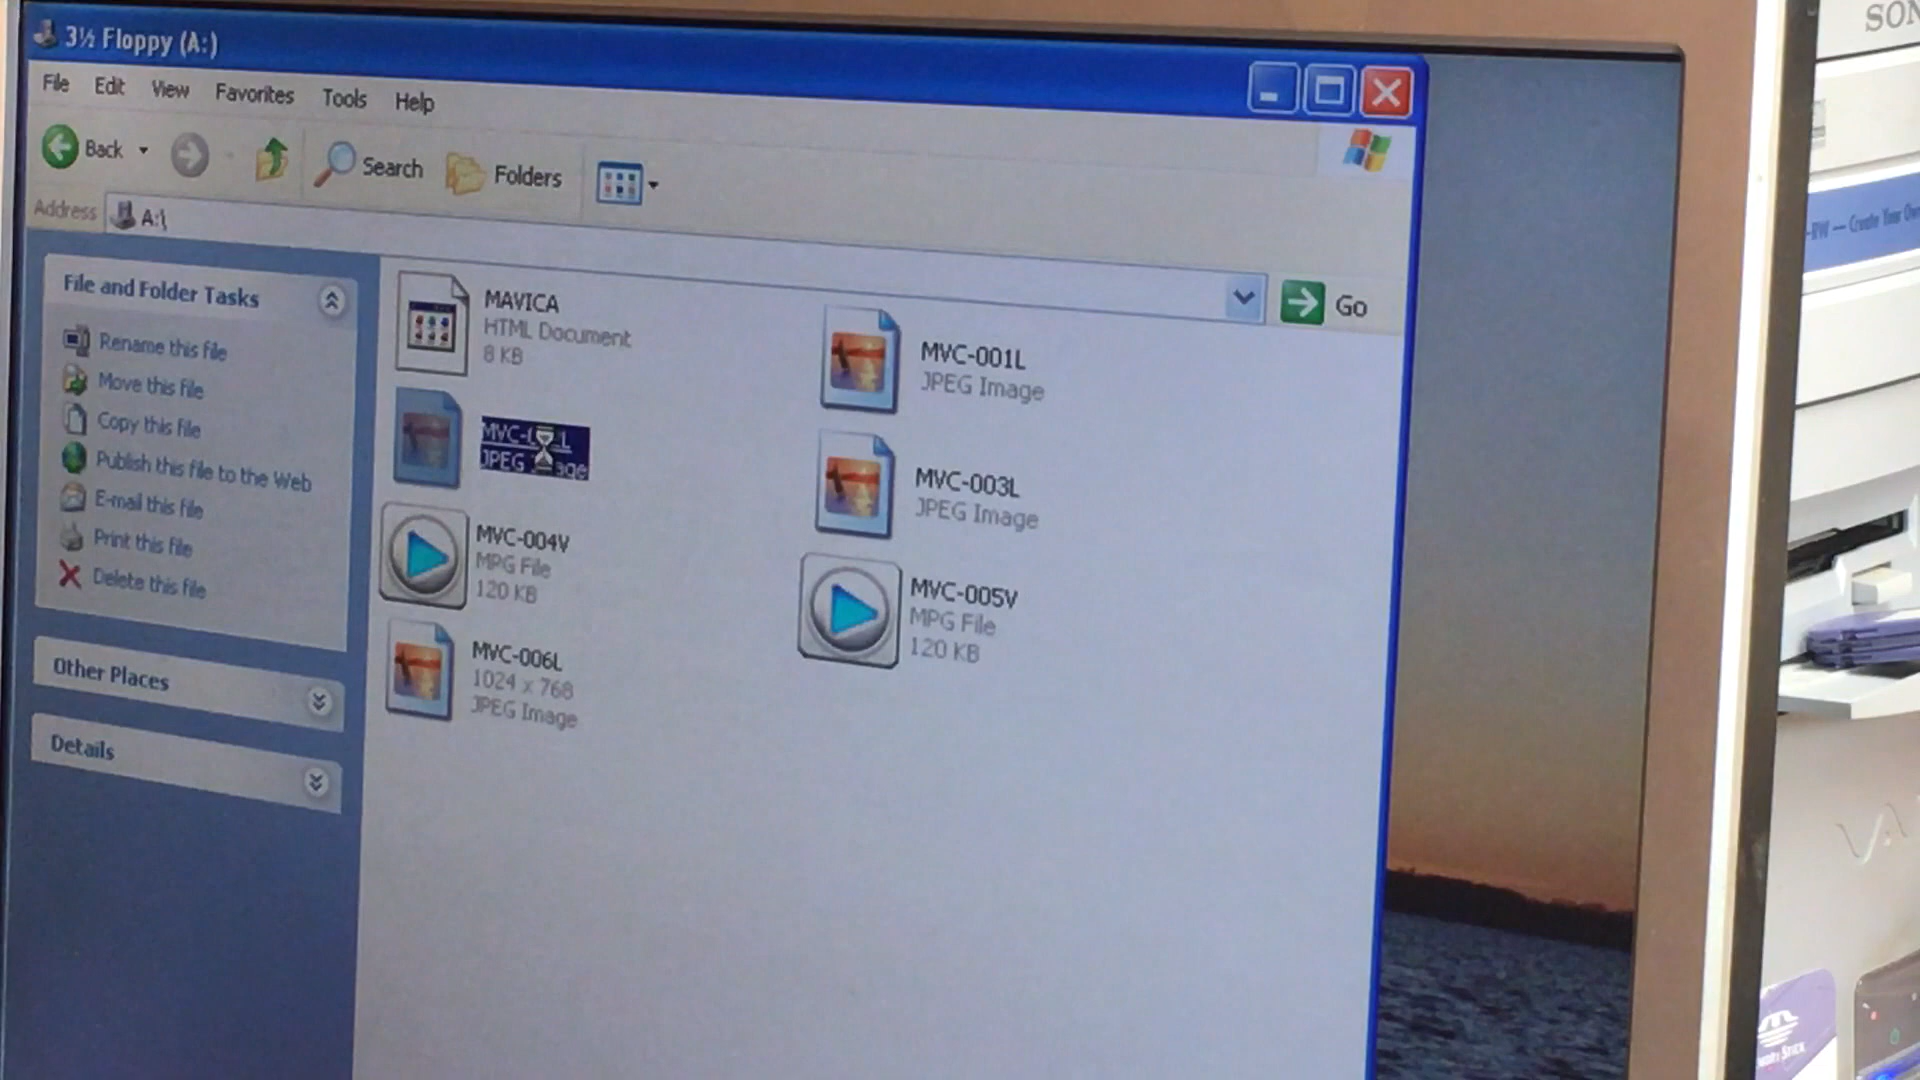 3½ Floppy (A:)
File Edit View Favorites Tools Help
Back Search Folders
Address A:\
Go
File and Folder Tasks
Rename this file
Move this file
Copy this file
Publish this file to the Web
E-mail this file
Print this file
Delete this file
Other Places
Details
MAVICA
HTML Document
8 KB
MVC-001L
JPEG Image
JPEG
MVC-003L
JPEG Image
MVC-004V
MPG File
120 KB
MVC-005V
MPG File
120 KB
MVC-006L
1024 x 768
JPEG Image
-RW — Create Your